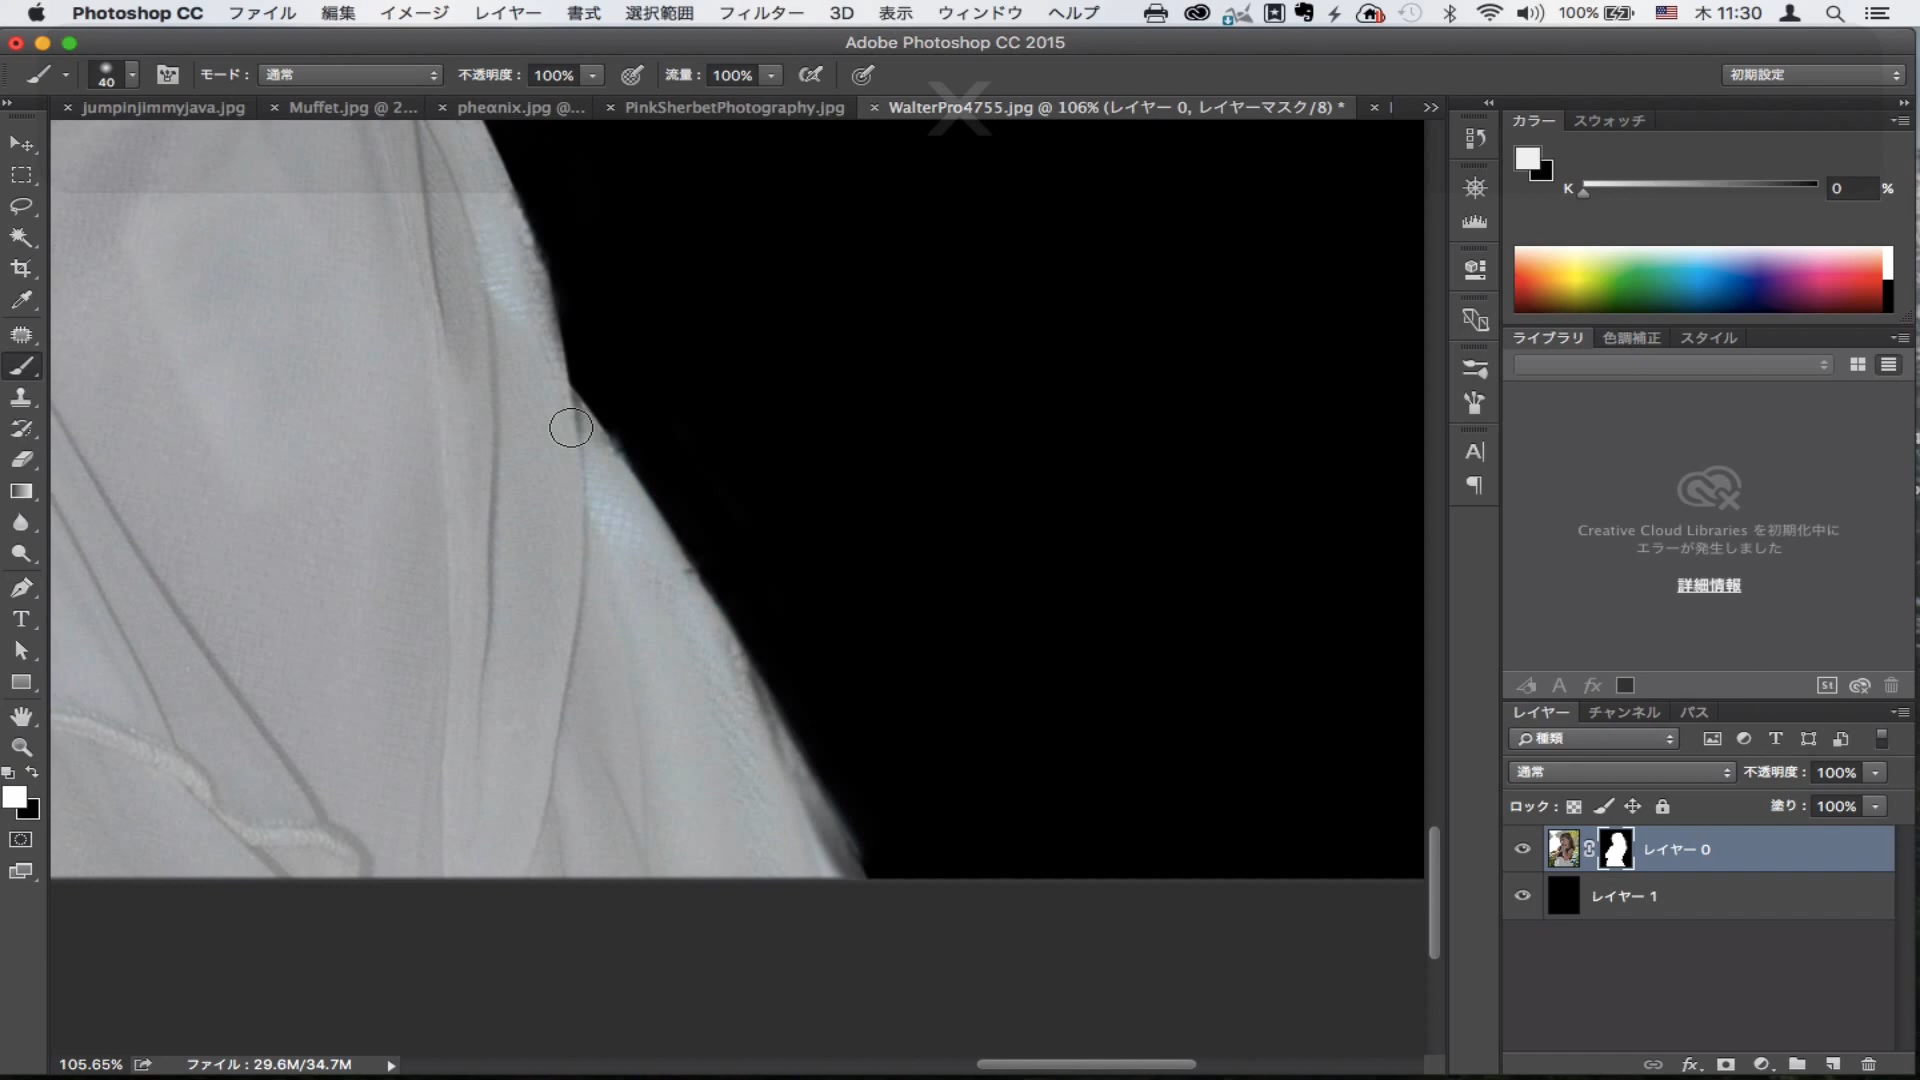 Photoshop CC ファイル 編集 イメージ レイヤー 書式 選択範囲 フィルター 3D 表示 ウィンドウ ヘルプ 100% 木 11:30
Adobe Photoshop CC 2015
40 モード： 通常 不透明度： 100% 流量： 100% 初期設定
× jumpinjimmyjava.jpg × Muffet.jpg @ 2... × pheαnix.jpg @... × PinkSherbetPhotography.jpg × WalterPro4755.jpg @ 106% (レイヤー 0, レイヤーマスク/8) * × >>
カラー スウォッチ
K 0 %
ライブラリ 色調補正 スタイル
Creative Cloud Libraries を初期化中に
エラーが発生しました
詳細情報
St
レイヤー チャンネル パス
種類
通常 不透明度： 100%
ロック： 塗り： 100%
レイヤー 0
レイヤー 1
105.65% ファイル：29.6M/34.7M